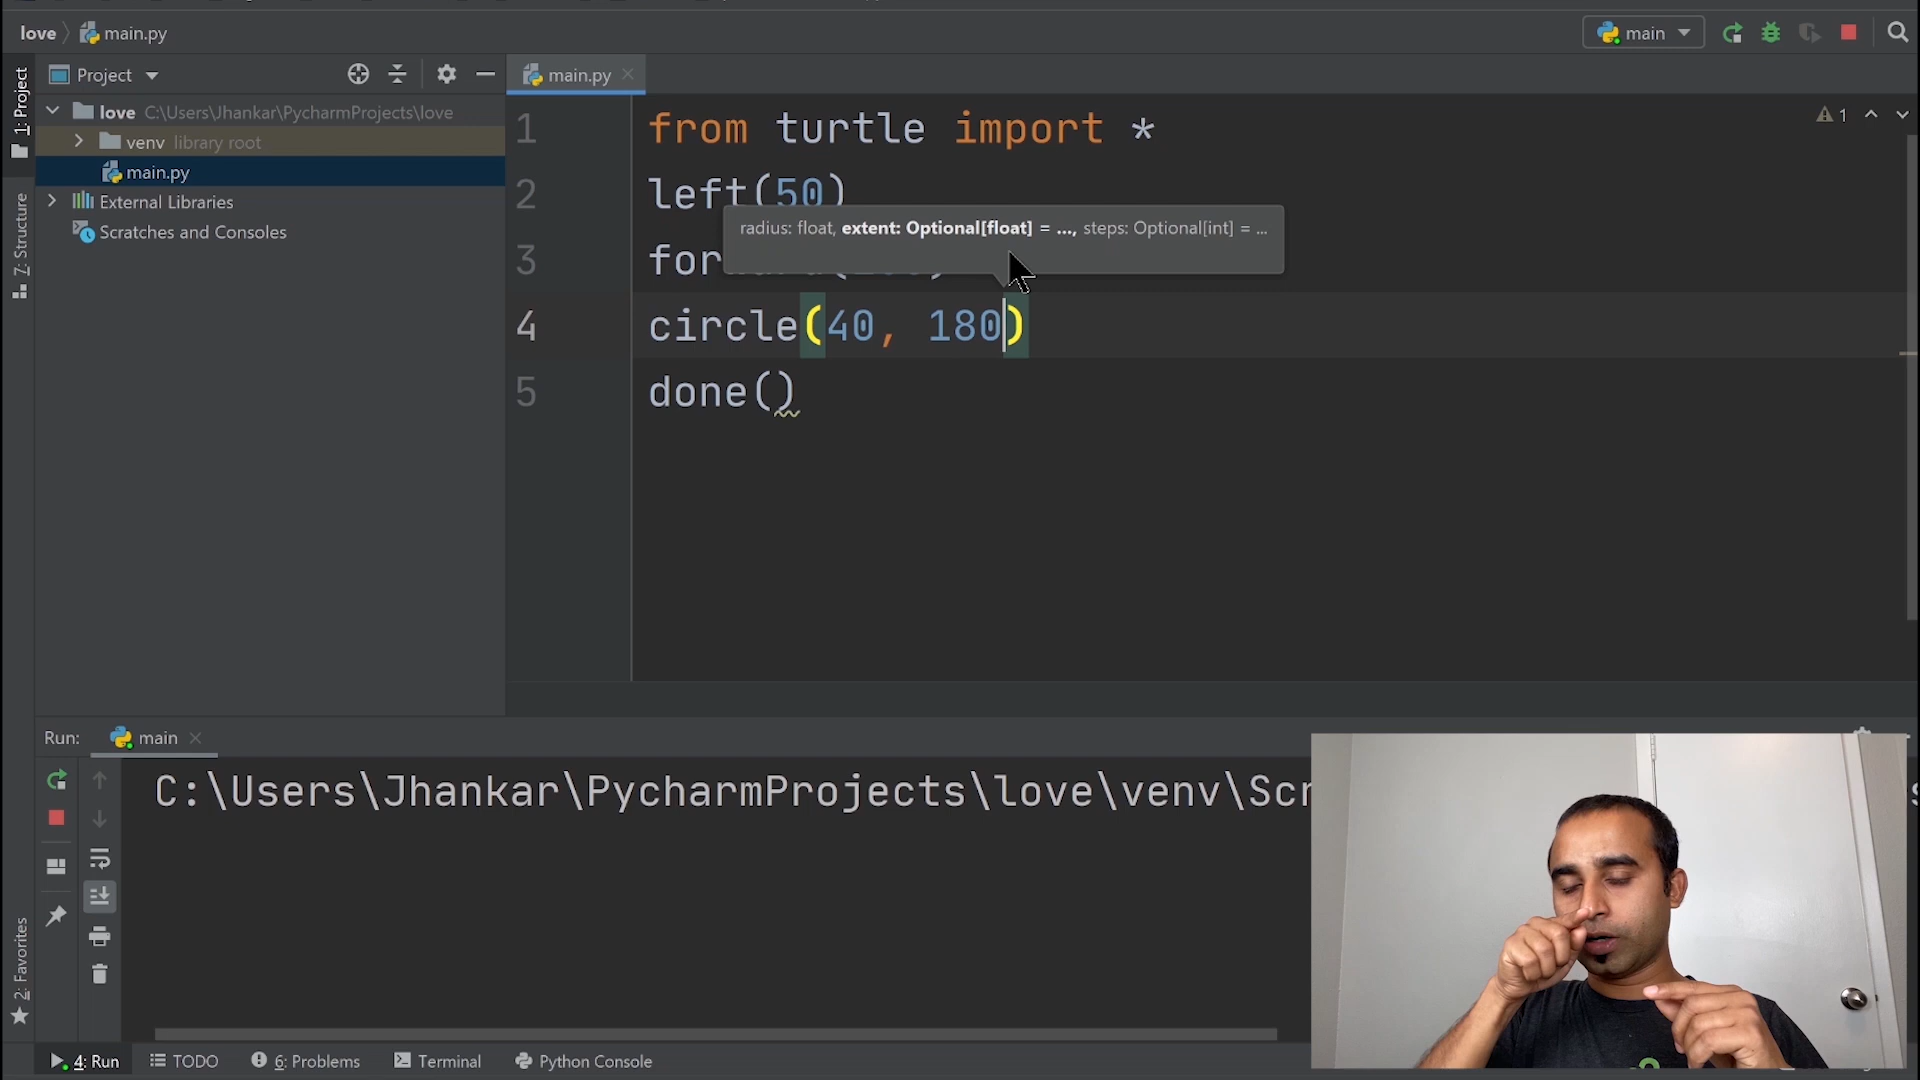 love main.py
main
1: Project
Project
main.py
love C:\Users\Jhankar\PycharmProjects\love
venv library root
main.py
External Libraries
Scratches and Consoles
7: Structure
1 from turtle import *
1
2 left(50)
radius: float, extent: Optional[float] = ..., steps: Optional[int] = ...
3
4 circle(40, 180)
5 done()
Run: main
C:\Users\Jhankar\PycharmProjects\love\venv\Scr
2: Favorites
4: Run TODO 6: Problems Terminal Python Console